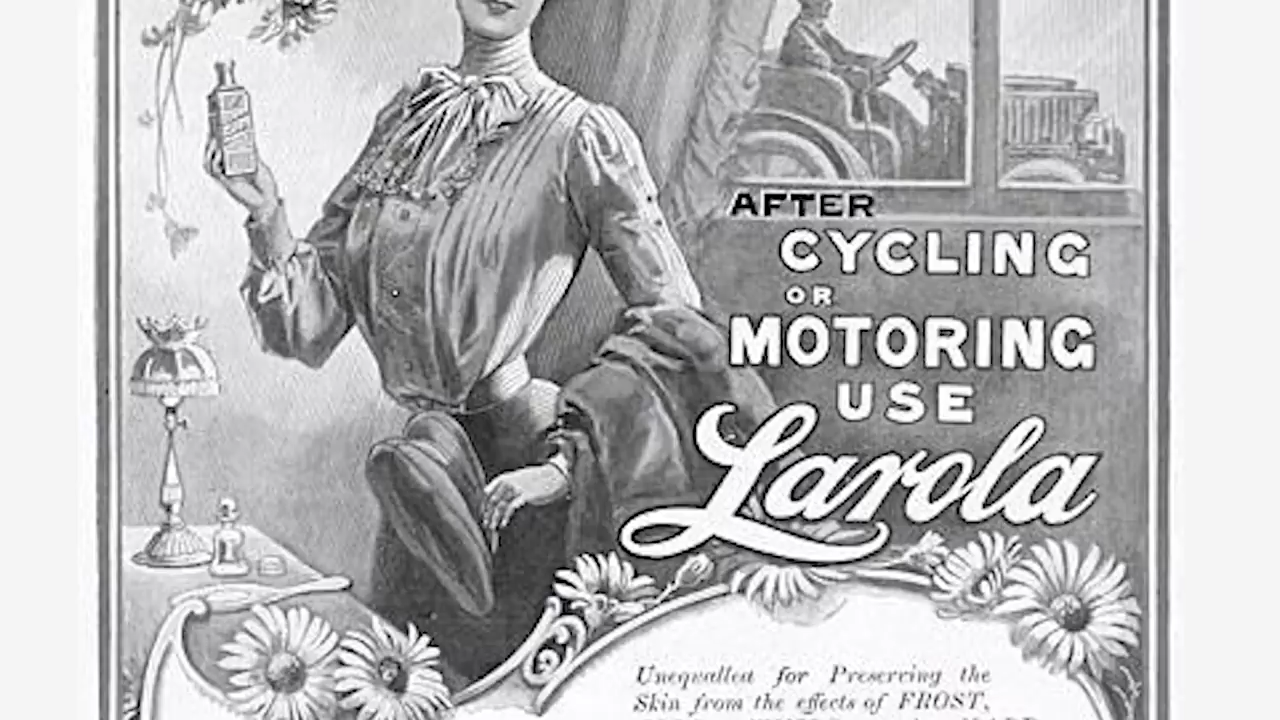 AFTER
CYCLING
OR
MOTORING
USE
Larola
Unequalled for Preserving the
Skin from the effects of FROST,